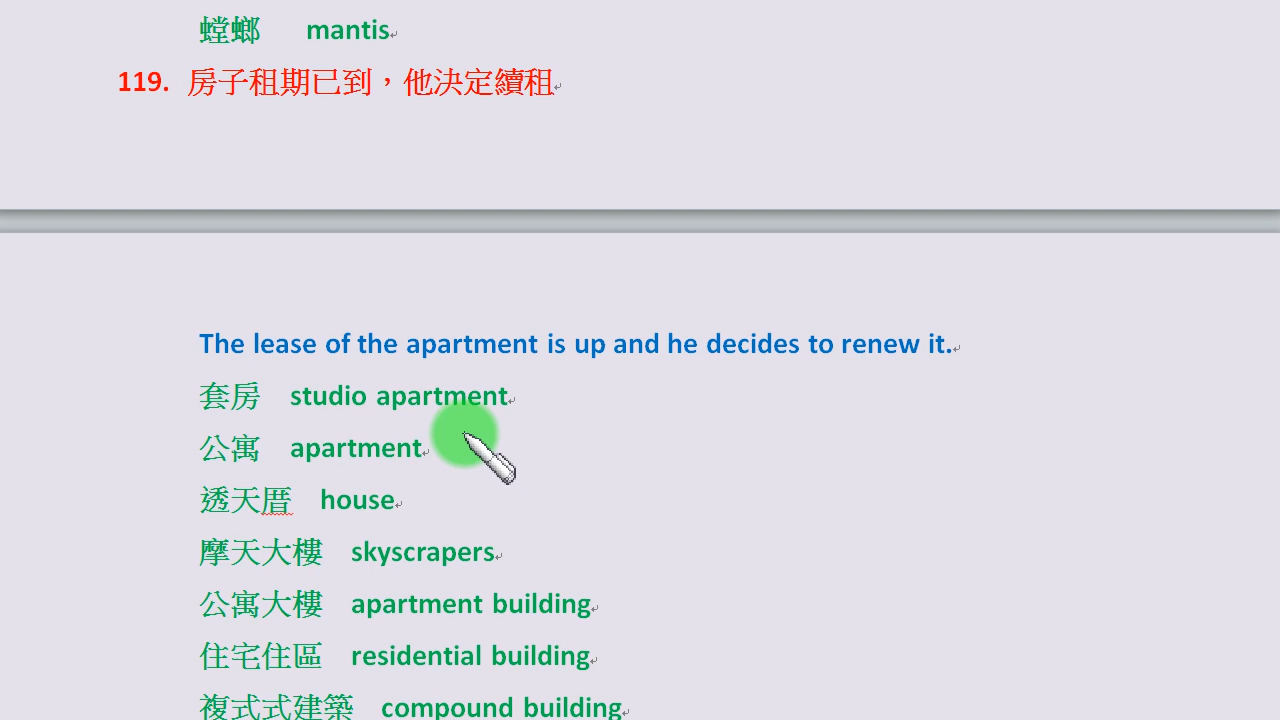 螳螂 mantis
119. 房子租期已到，他決定續租
The lease of the apartment is up and he decides to renew it.
套房 studio apartment
公寓 apartment
透天厝 house
摩天大樓 skyscrapers
公寓大樓 apartment building
住宅住區 residential building
複式式建築 compound building